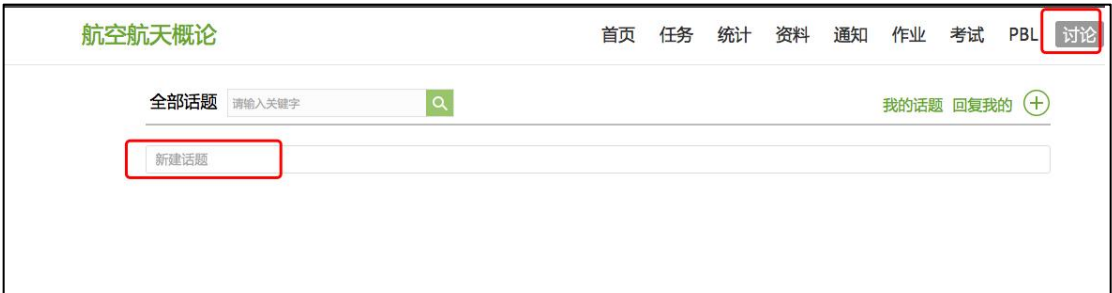 航空航天概论 首页 任务 统计 资料 通知 作业 考试 PBL 讨论
全部话题 请输入关键字 我的话题 回复我的
新建话题